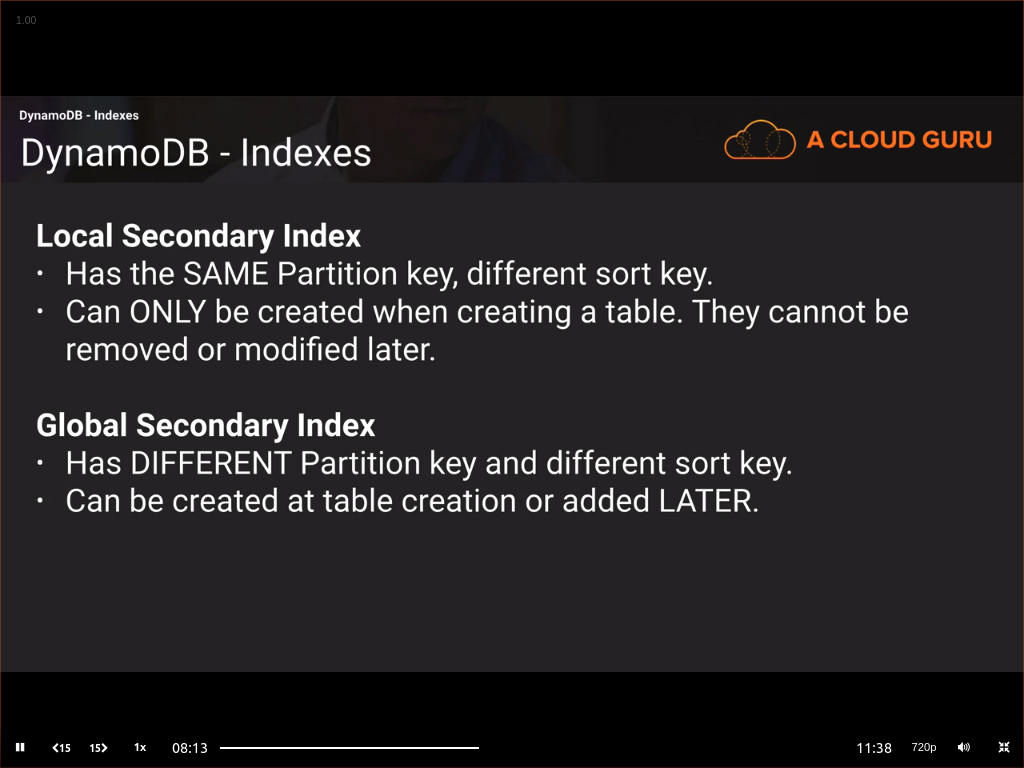 1.00
DynamoDB - Indexes
DynamoDB - Indexes
A CLOUD GURU
Local Secondary Index
• Has the SAME Partition key, different sort key.
• Can ONLY be created when creating a table. They cannot be
removed or modified later.
Global Secondary Index
• Has DIFFERENT Partition key and different sort key.
• Can be created at table creation or added LATER.
15 15 1x 08:13 11:38 720p